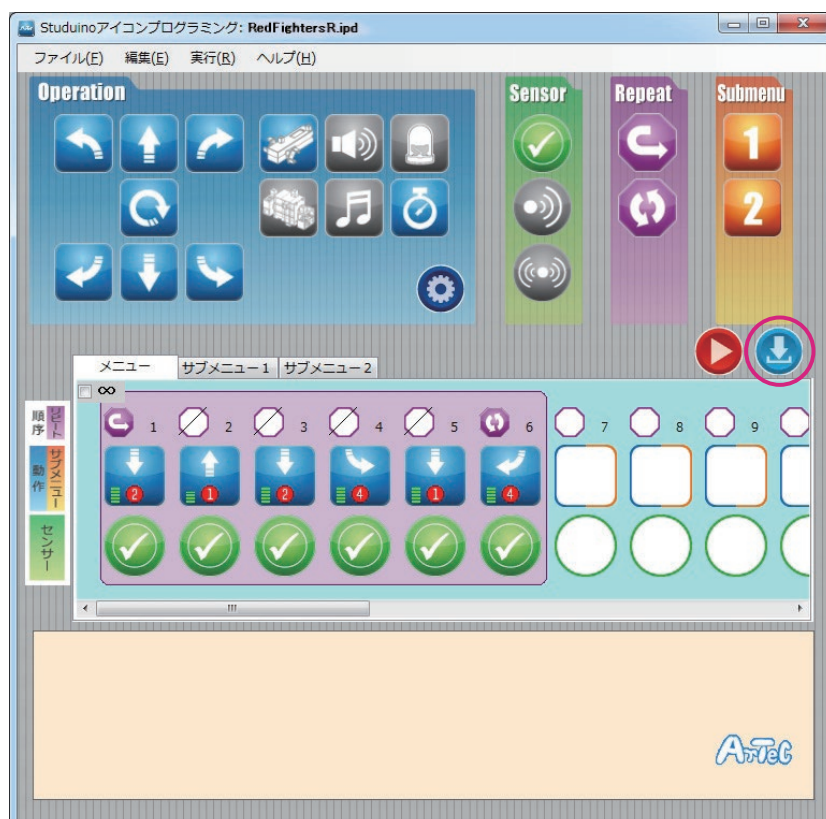 Studuinoアイコンプログラミング: RedFightersR.ipd
ファイル(F) 編集(E) 実行(R) ヘルプ(H)
Operation
Sensor
Repeat
Submenu
1
2
メニュー サブメニュー1 サブメニュー2
∞
順序 リピート
1 2 3 4 5 6 7 8 9
動作 サブメニュー
2 1 2 4 1 4
センサー
ArTeC